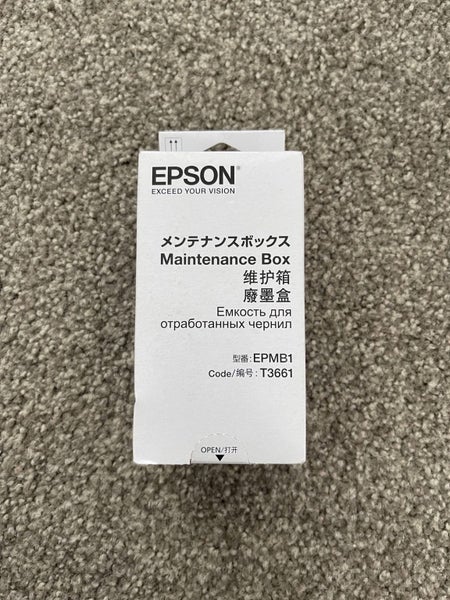 EPSON®
EXCEED YOUR VISION
メンテナンスボックス
Maintenance Box
维护箱
廢墨盒
Емкость для
отработанных чернил
型番: EPMB1
Code/编号: T3661
OPEN/打开